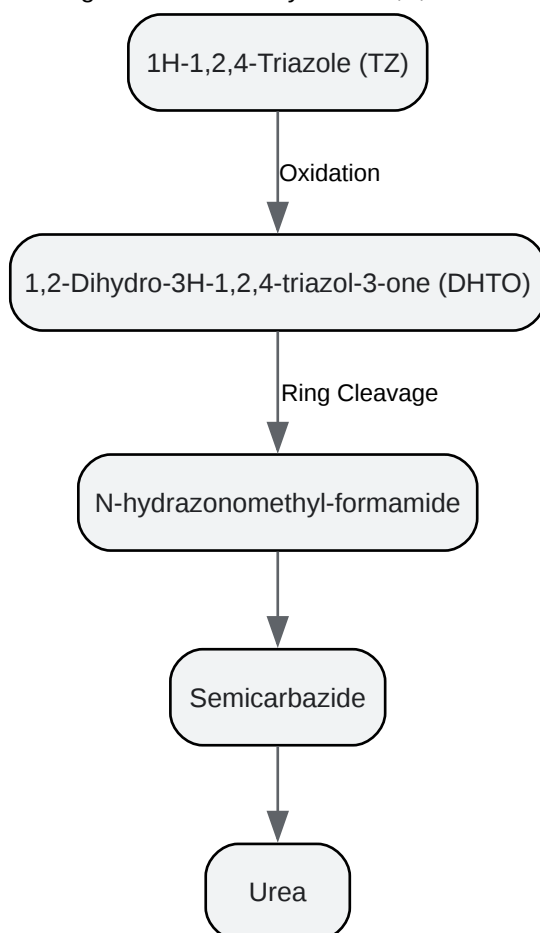 1H-1,2,4-Triazole (TZ)
Oxidation
1,2-Dihydro-3H-1,2,4-triazol-3-one (DHTO)
Ring Cleavage
N-hydrazonomethyl-formamide
Semicarbazide
Urea